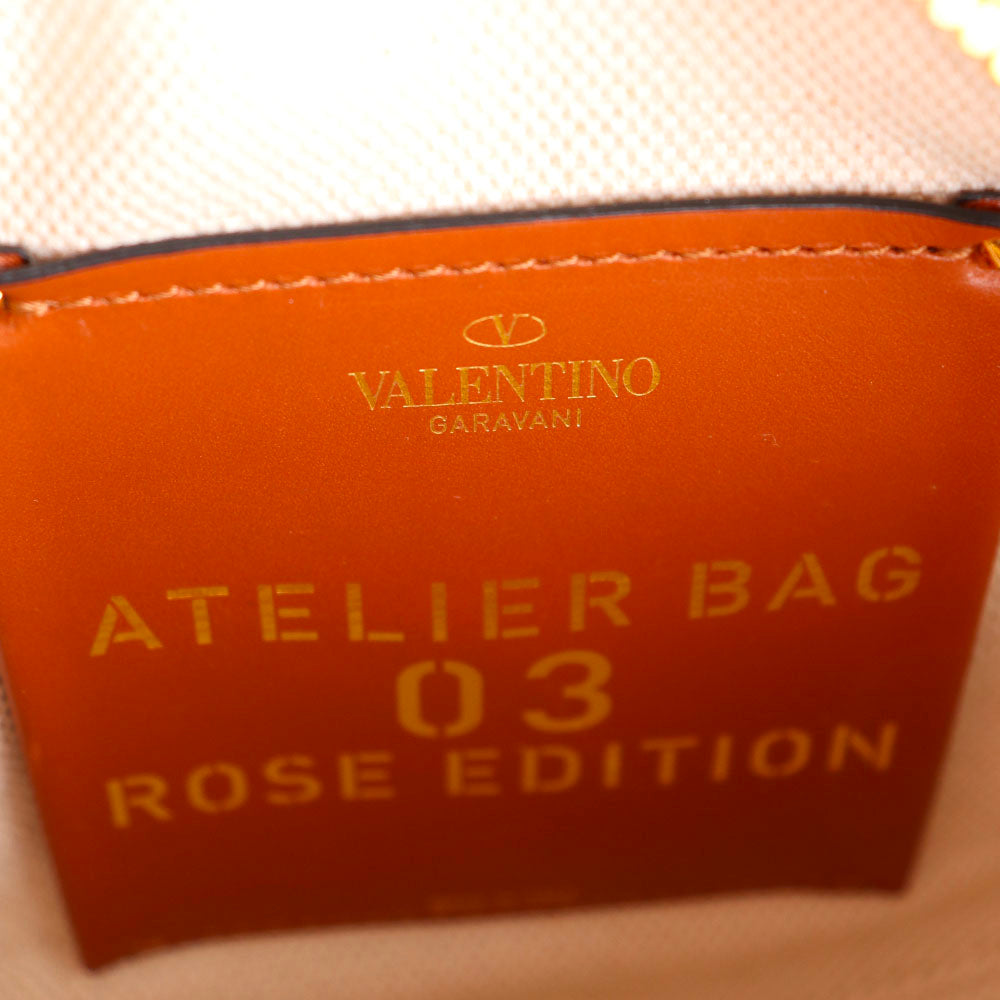 V
VALENTINO
GARAVANI
ATELIER BAG
03
ROSE EDITION